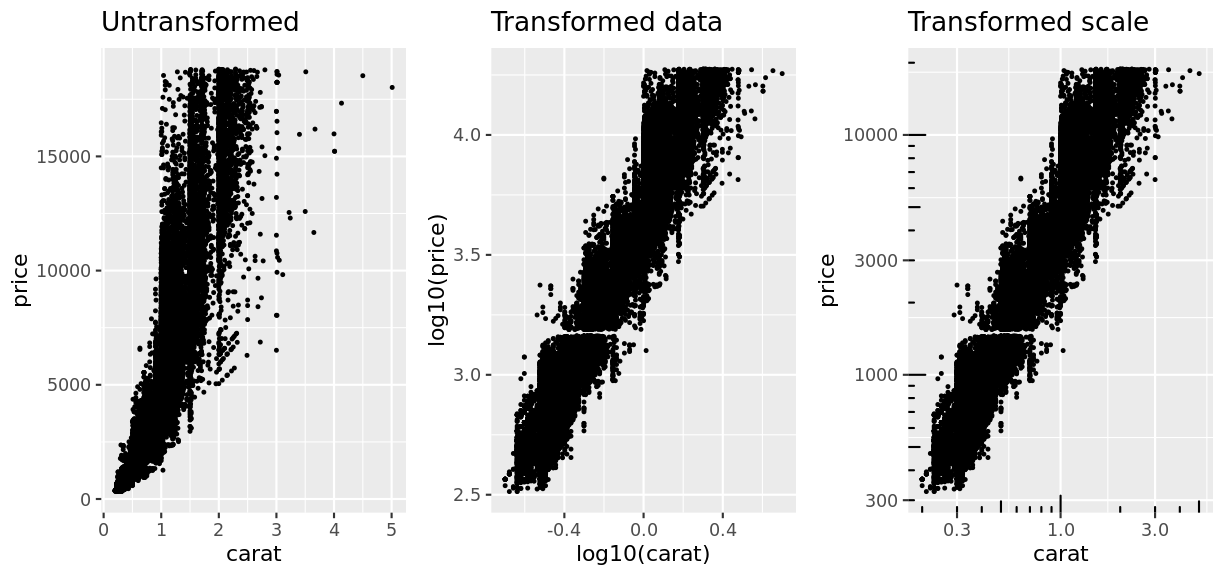 Untransformed
price
15000
10000
5000
0
0
1
2
3
4
5
carat
Transformed data
log10(price)
4.0
3.5
3.0
2.5
-0.4
0.0
0.4
log10(carat)
Transformed scale
price
10000
3000
1000
300
0.3
1.0
3.0
carat